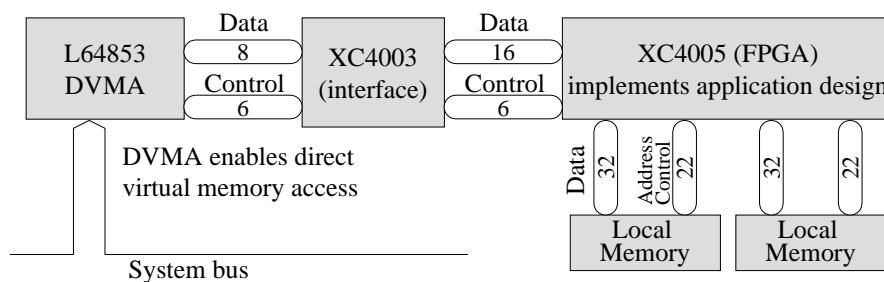 L64853
DVMA
Data
8
Control
6
XC4003
(interface)
Data
16
Control
6
XC4005 (FPGA)
implements application design
DVMA enables direct
virtual memory access
Data
32
Address
Control
22
32
22
Local
Memory
Local
Memory
System bus